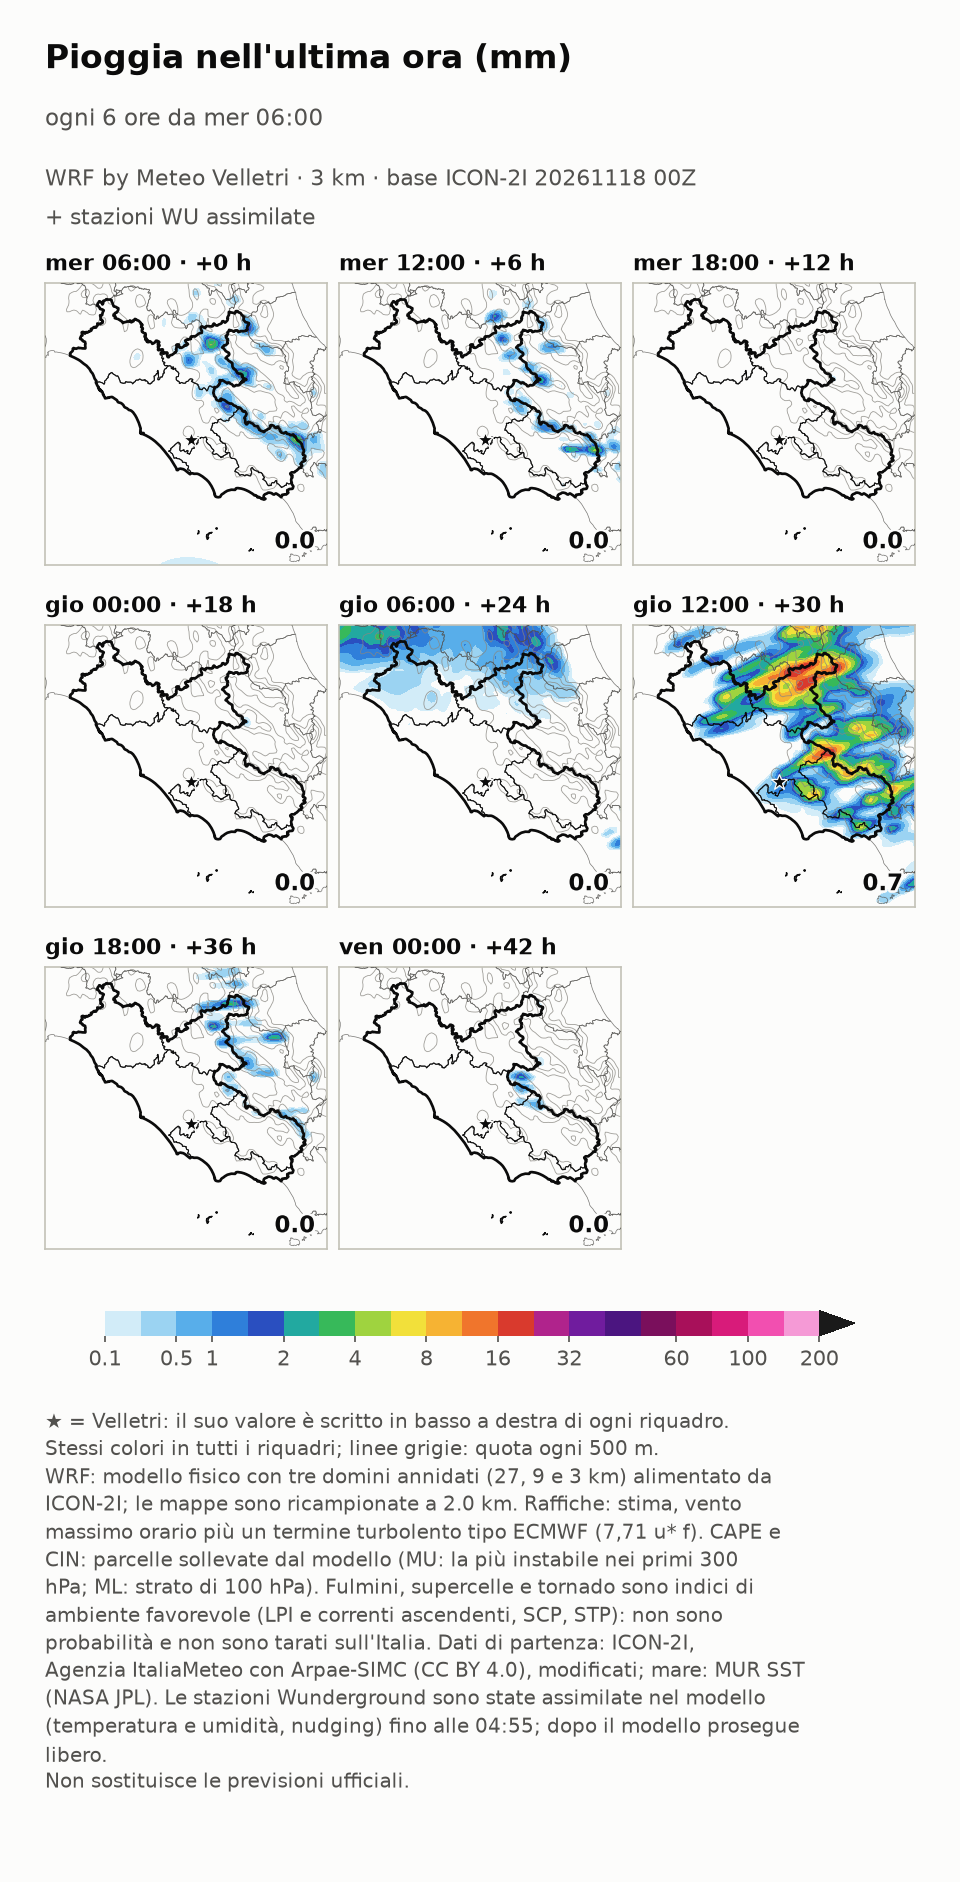 Pioggia nell'ultima ora (mm)
ogni 6 ore da mer 06:00
WRF by Meteo Velletri · 3 km · base ICON-2I 20261118 00Z
+ stazioni WU assimilate
mer 06:00 · +0 h
mer 12:00 · +6 h
mer 18:00 · +12 h
0.0
0.0
0.0
gio 00:00 · +18 h
gio 06:00 · +24 h
gio 12:00 · +30 h
0.0
0.0
0.7
gio 18:00 · +36 h
ven 00:00 · +42 h
0.0
0.0
0.1 0.5 1 2 4 8 16 32 60 100 200
★ = Velletri: il suo valore è scritto in basso a destra di ogni riquadro.
Stessi colori in tutti i riquadri; linee grigie: quota ogni 500 m.
WRF: modello fisico con tre domini annidati (27, 9 e 3 km) alimentato da
ICON-2I; le mappe sono ricampionate a 2.0 km. Raffiche: stima, vento
massimo orario più un termine turbolento tipo ECMWF (7,71 u* f). CAPE e
CIN: parcelle sollevate dal modello (MU: la più instabile nei primi 300
hPa; ML: strato di 100 hPa). Fulmini, supercelle e tornado sono indici di
ambiente favorevole (LPI e correnti ascendenti, SCP, STP): non sono
probabilità e non sono tarati sull'Italia. Dati di partenza: ICON-2I,
Agenzia ItaliaMeteo con Arpae-SIMC (CC BY 4.0), modificati; mare: MUR SST
(NASA JPL). Le stazioni Wunderground sono state assimilate nel modello
(temperatura e umidità, nudging) fino alle 04:55; dopo il modello prosegue
libero.
Non sostituisce le previsioni ufficiali.